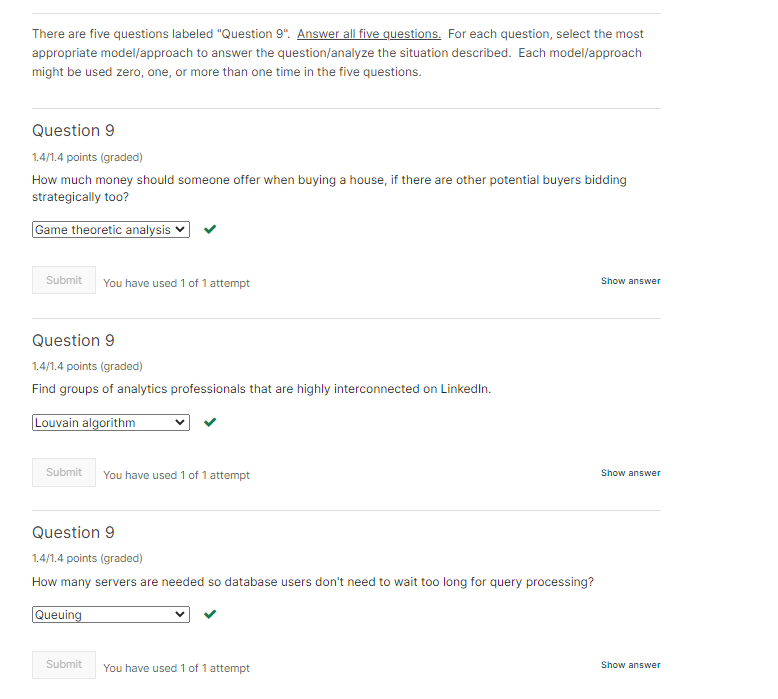 There are five questions labeled "Question 9". Answer all five questions. For each question, select the most
appropriate model/approach to answer the question/analyze the situation described. Each model/approach
might be used zero, one, or more than one time in the five questions.
Question 9
1.4/1.4 points (graded)
How much money should someone offer when buying a house, if there are other potential buyers bidding
strategically too?
Game theoretic analysis
Submit You have used 1 of 1 attempt Show answer
Question 9
1.4/1.4 points (graded)
Find groups of analytics professionals that are highly interconnected on LinkedIn.
Louvain algorithm
Submit You have used 1 of 1 attempt Show answer
Question 9
1.4/1.4 points (graded)
How many servers are needed so database users don't need to wait too long for query processing?
Queuing
Submit You have used 1 of 1 attempt Show answer